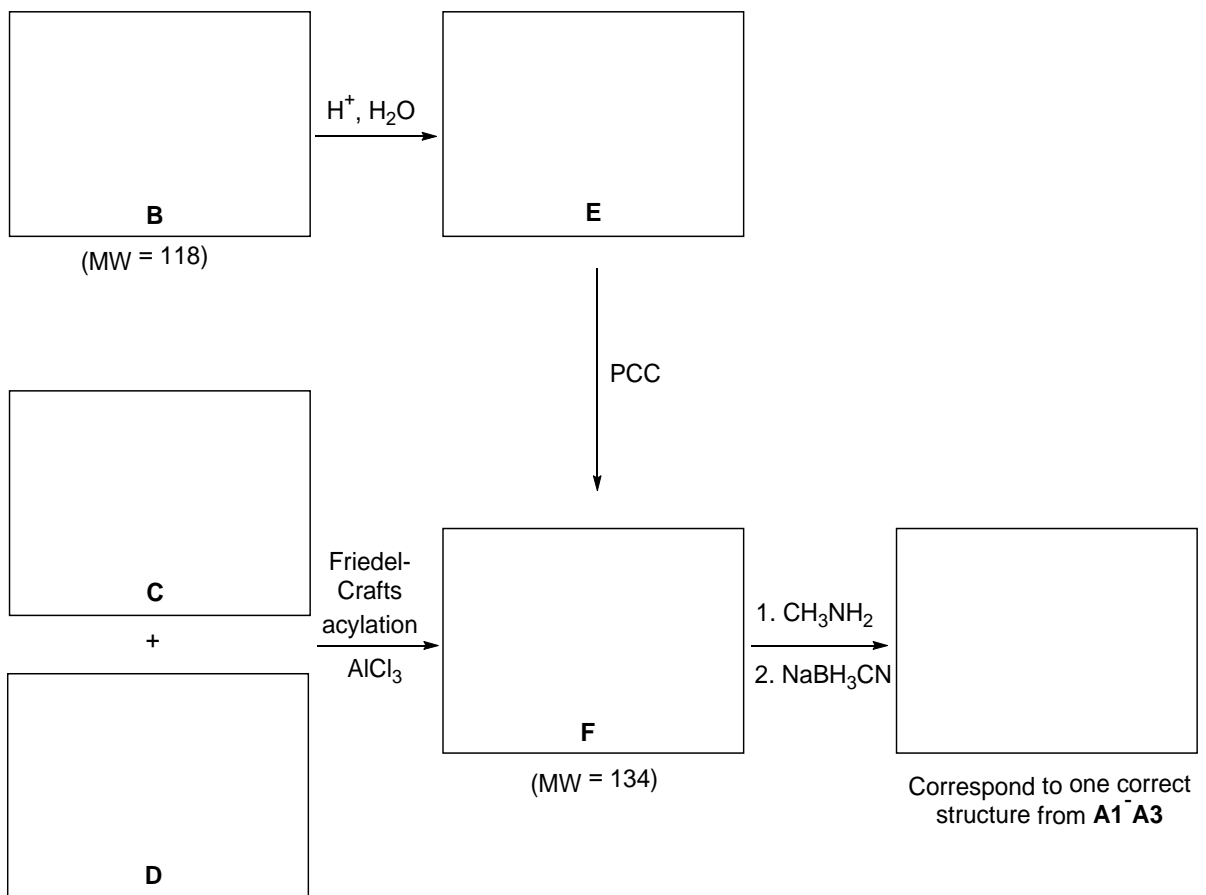 H⁺, H₂O
B
(MW = 118)
E
PCC
C
+
D
Friedel-
Crafts
acylation
AlCl₃
F
(MW = 134)
1. CH₃NH₂
2. NaBH₃CN
Correspond to one correct
structure from A1-A3